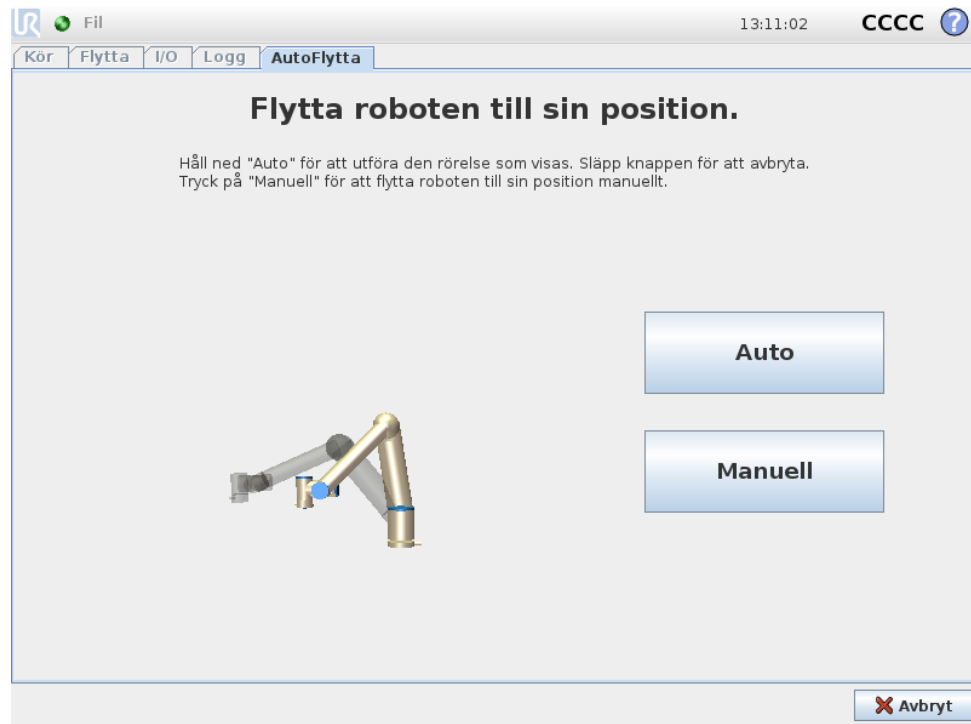 UR Fil 13:11:02 CCCC ?
Kör Flytta I/O Logg AutoFlytta
Flytta roboten till sin position.
Håll ned "Auto" för att utföra den rörelse som visas. Släpp knappen för att avbryta.
Tryck på "Manuell" för att flytta roboten till sin position manuellt.
Auto
Manuell
Avbryt